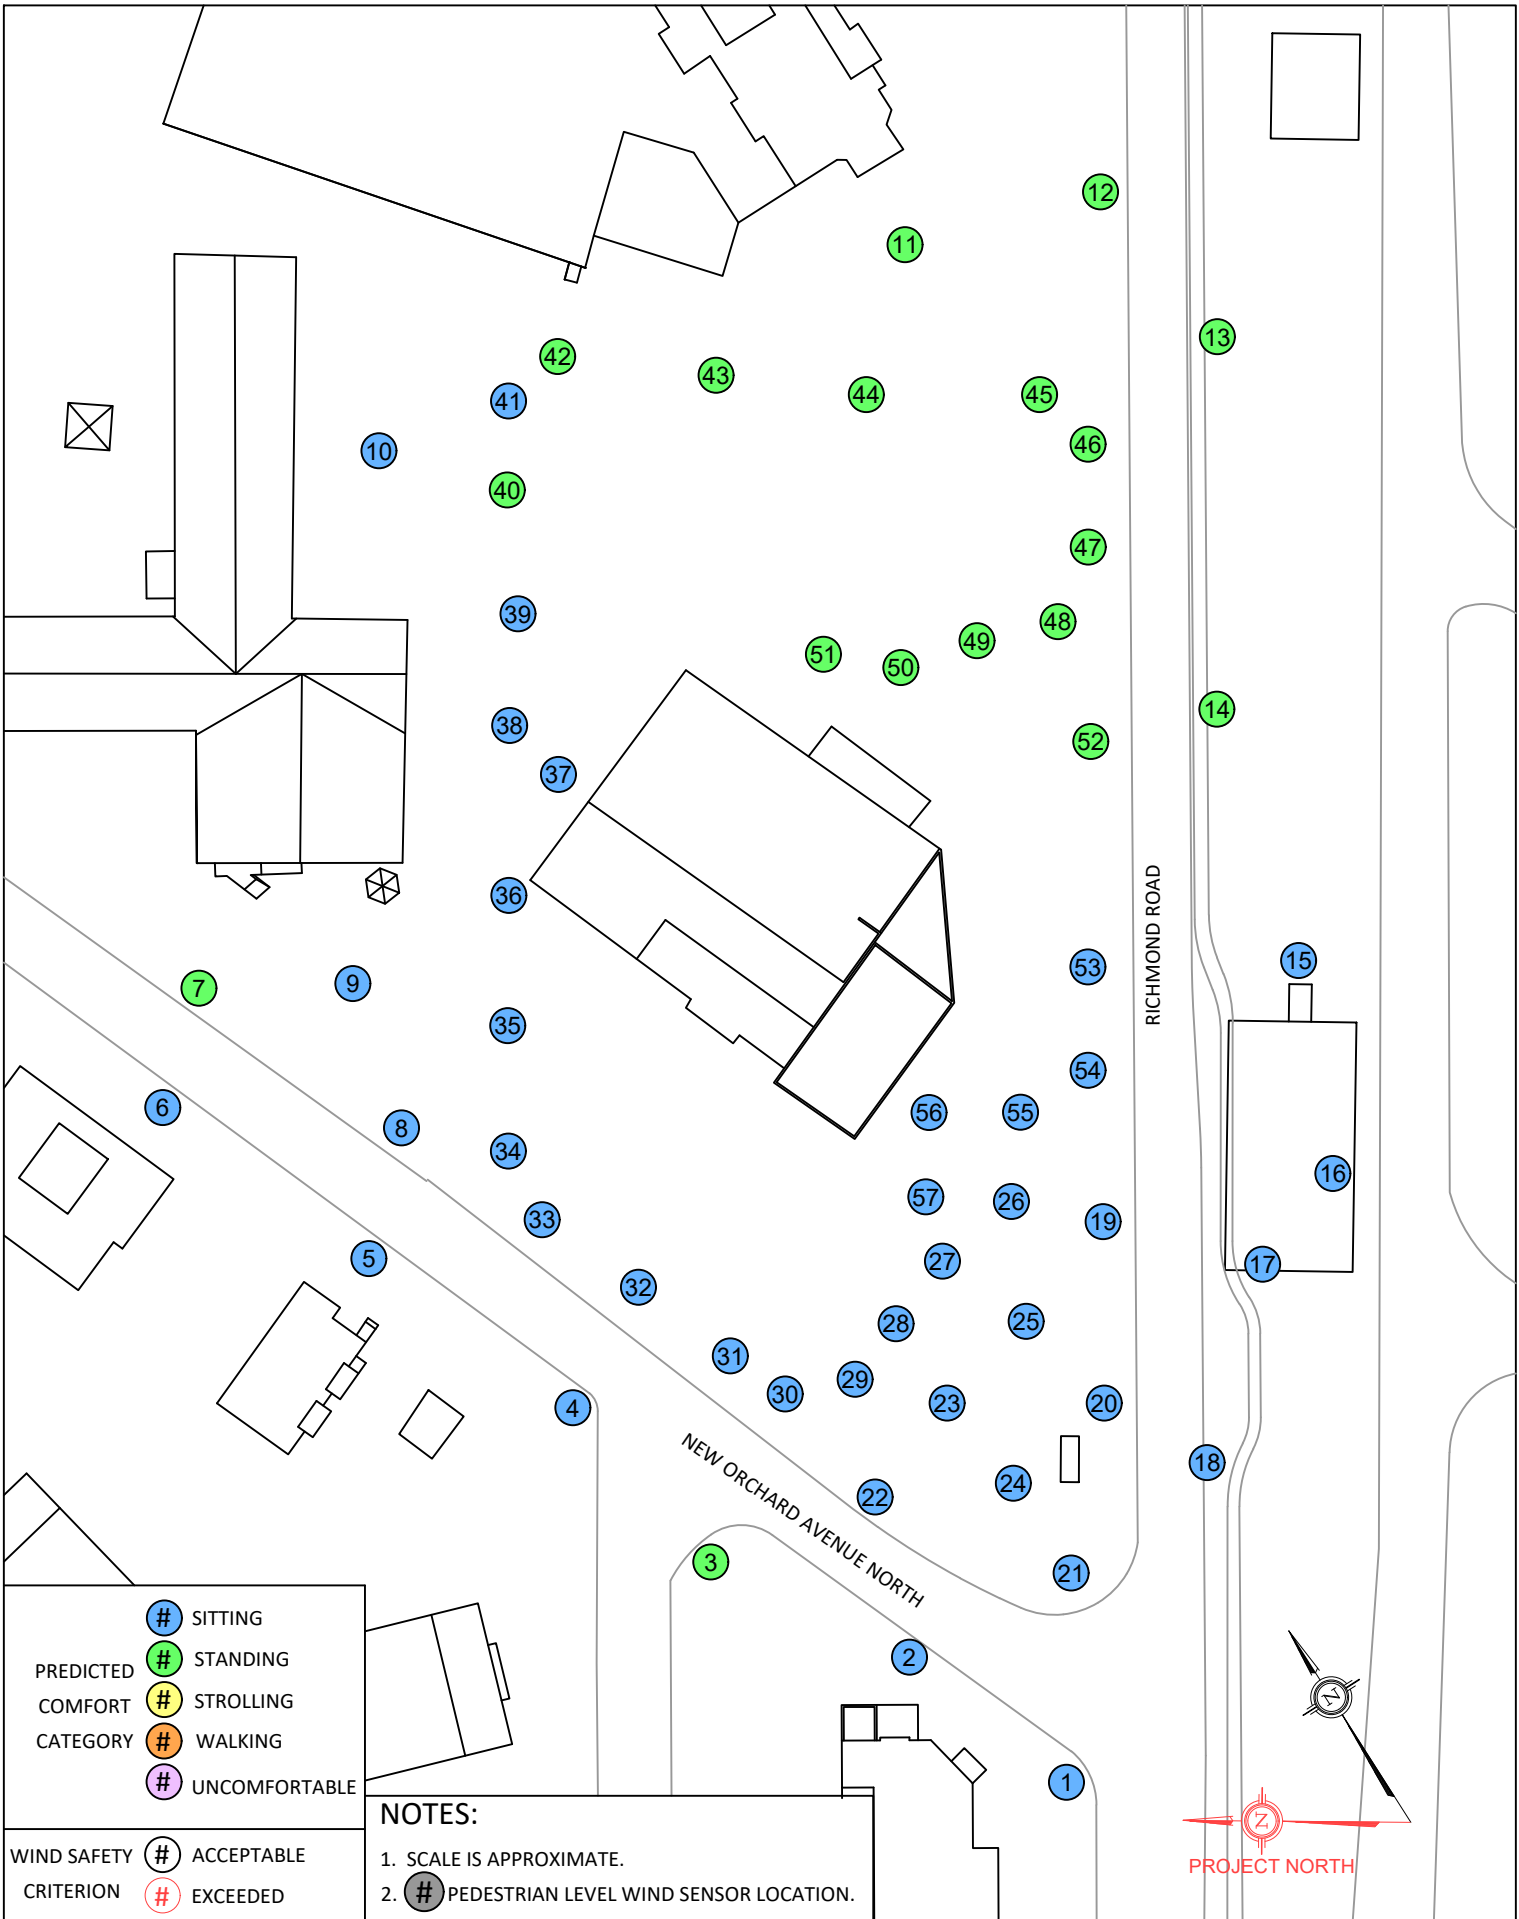 12
11
13
42
43
44
45
41
46
10
40
47
39
48
49
51
50
14
38
52
37
RICHMOND ROAD
36
15
53
7
9
35
54
6
56
55
8
34
16
57
26
33
19
5
27
17
32
28
25
31
29
30
23
20
4
NEW ORCHARD AVENUE NORTH
18
24
22
3
21
2
1
PREDICTED
COMFORT
CATEGORY
# SITTING
# STANDING
# STROLLING
# WALKING
# UNCOMFORTABLE
WIND SAFETY
CRITERION
# ACCEPTABLE
# EXCEEDED
NOTES:
1. SCALE IS APPROXIMATE.
2. # PEDESTRIAN LEVEL WIND SENSOR LOCATION.
N
N
PROJECT NORTH